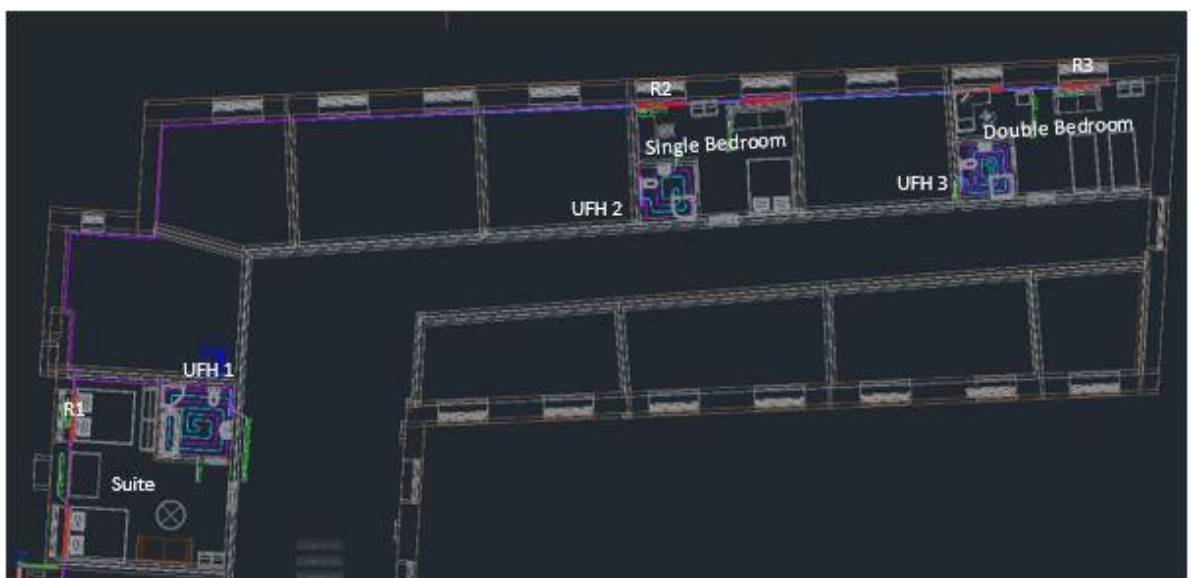 R3
R2
Double Bedroom
Single Bedroom
UFH 3
UFH 2
UFH 1
R1
Suite